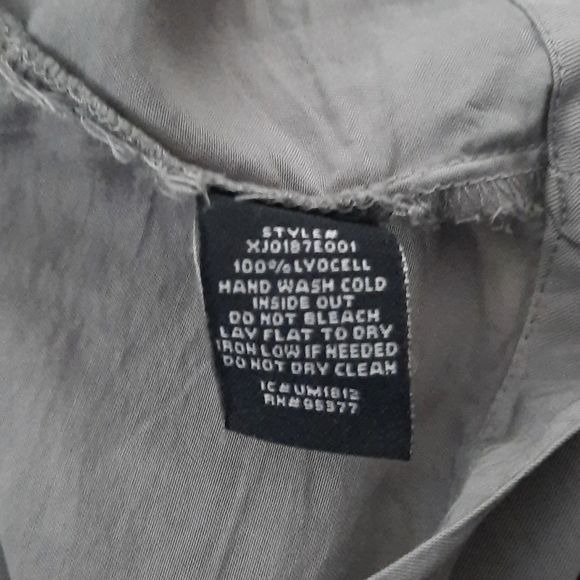 STYLE#
XJ0187E001
100% LYOCELL
HAND WASH COLD
INSIDE OUT
DO NOT BLEACH
LAY FLAT TO DRY
IRON LOW IF NEEDED
DO NOT DRY CLEAN
IC#UM1812
RN#95377